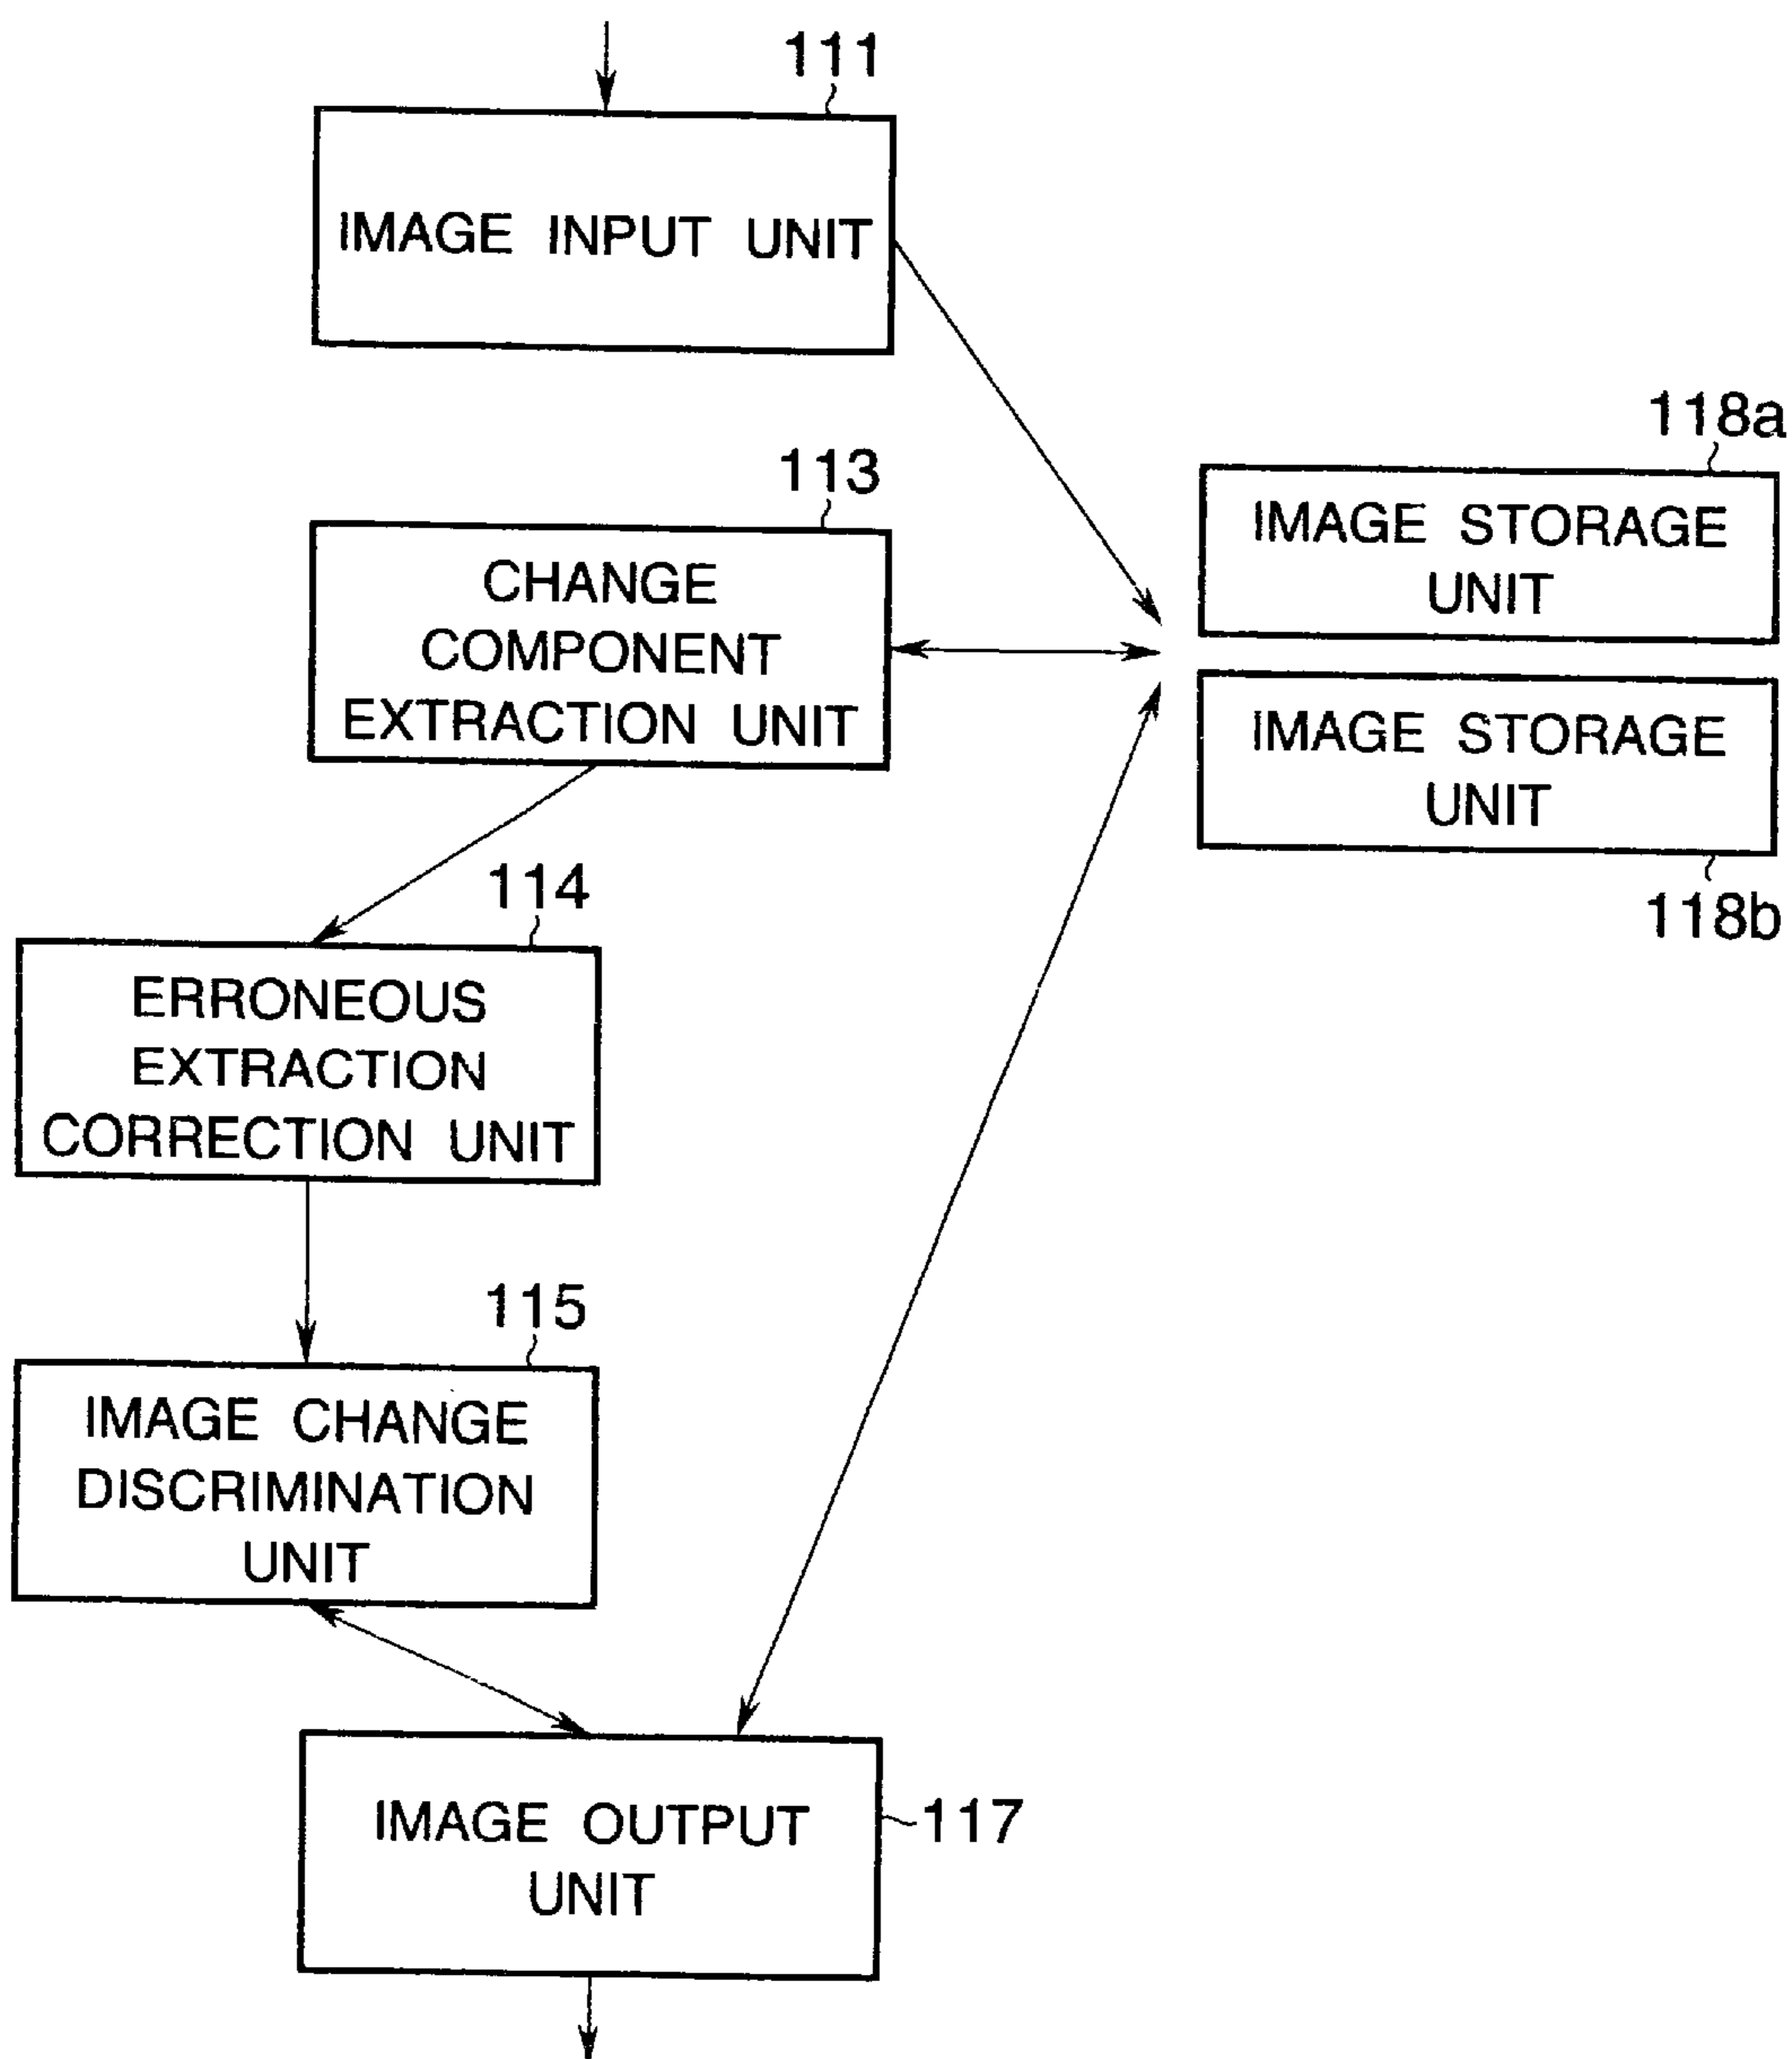 111
IMAGE INPUT UNIT
118a
IMAGE STORAGE
UNIT
113
CHANGE
COMPONENT
EXTRACTION UNIT
IMAGE STORAGE
UNIT
118b
114
ERRONEOUS
EXTRACTION
CORRECTION UNIT
115
IMAGE CHANGE
DISCRIMINATION
UNIT
IMAGE OUTPUT
UNIT
117